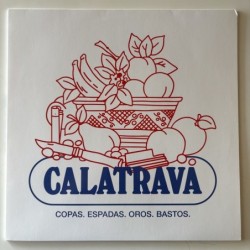 CALATRAVA
COPAS. ESPADAS. OROS. BASTOS.